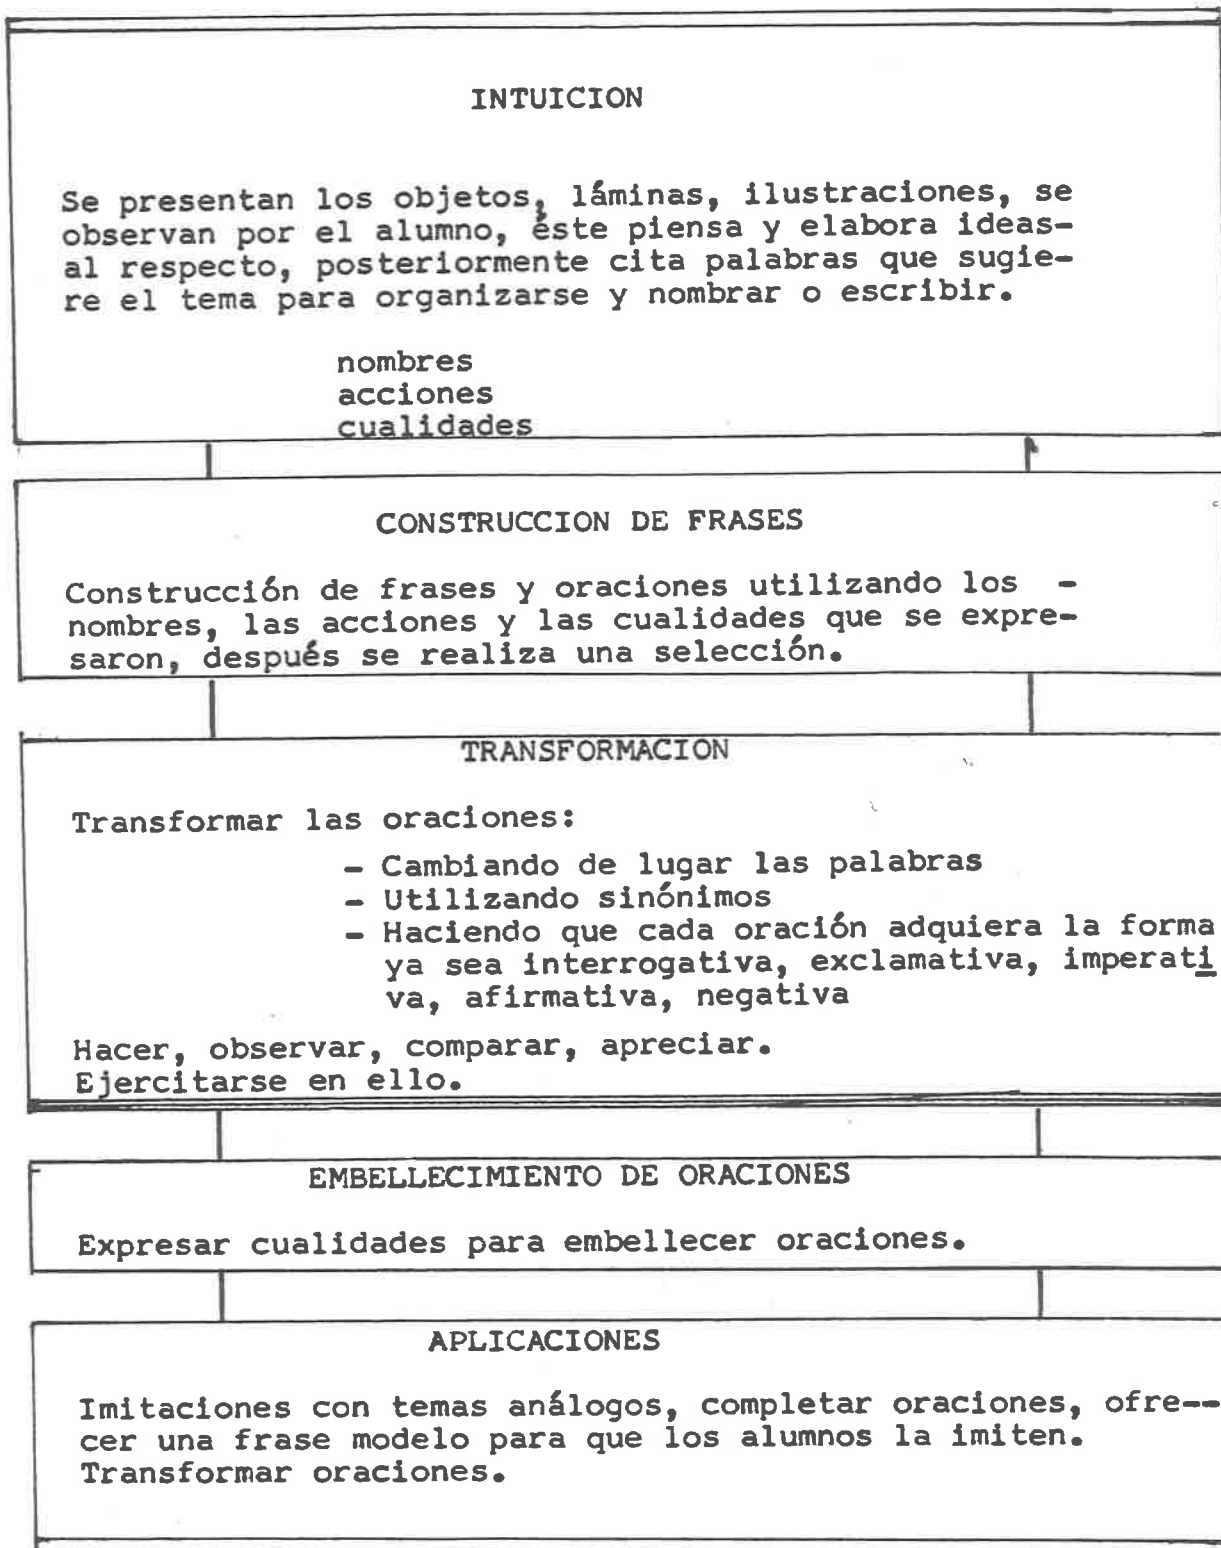 INTUICION
Se presentan los objetos, láminas, ilustraciones, se
observan por el alumno, éste piensa y elabora ideas-
al respecto, posteriormente cita palabras que sugie-
re el tema para organizarse y nombrar o escribir.
nombres
acciones
cualidades
CONSTRUCCION DE FRASES
Construcción de frases y oraciones utilizando los -
nombres, las acciones y las cualidades que se expre-
saron, después se realiza una selección.
TRANSFORMACION
Transformar las oraciones:
- Cambiando de lugar las palabras
- Utilizando sinónimos
- Haciendo que cada oración adquiera la forma
ya sea interrogativa, exclamativa, imperati
va, afirmativa, negativa
Hacer, observar, comparar, apreciar.
Ejercitarse en ello.
EMBELLECIMIENTO DE ORACIONES
Expresar cualidades para embellecer oraciones.
APLICACIONES
Imitaciones con temas análogos, completar oraciones, ofre--
cer una frase modelo para que los alumnos la imiten.
Transformar oraciones.